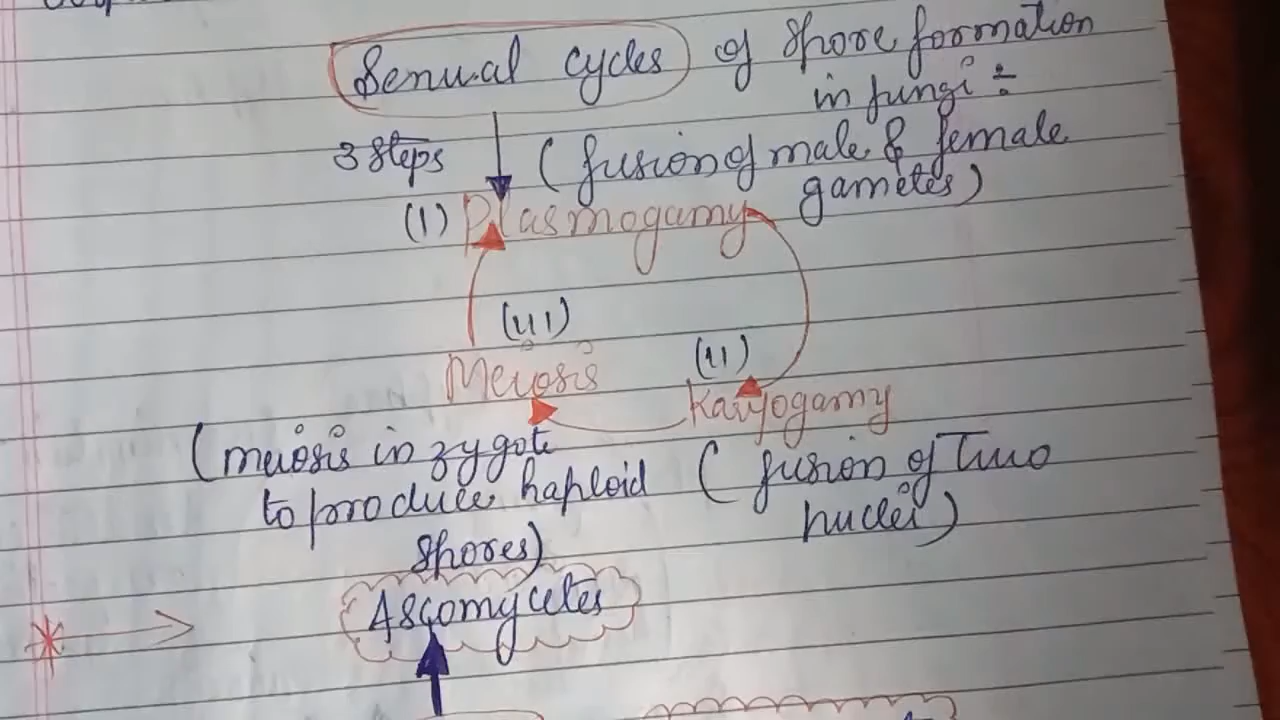 Sexual cycles of spore formation
in fungi :
3 steps (fusion of male & female
gametes)
(I) Plasmogamy
(III)
Meiosis
(II)
Karyogamy
(meiosis in zygote
to produce haploid
spores)
(fusion of two
nuclei)
Ascomycetes